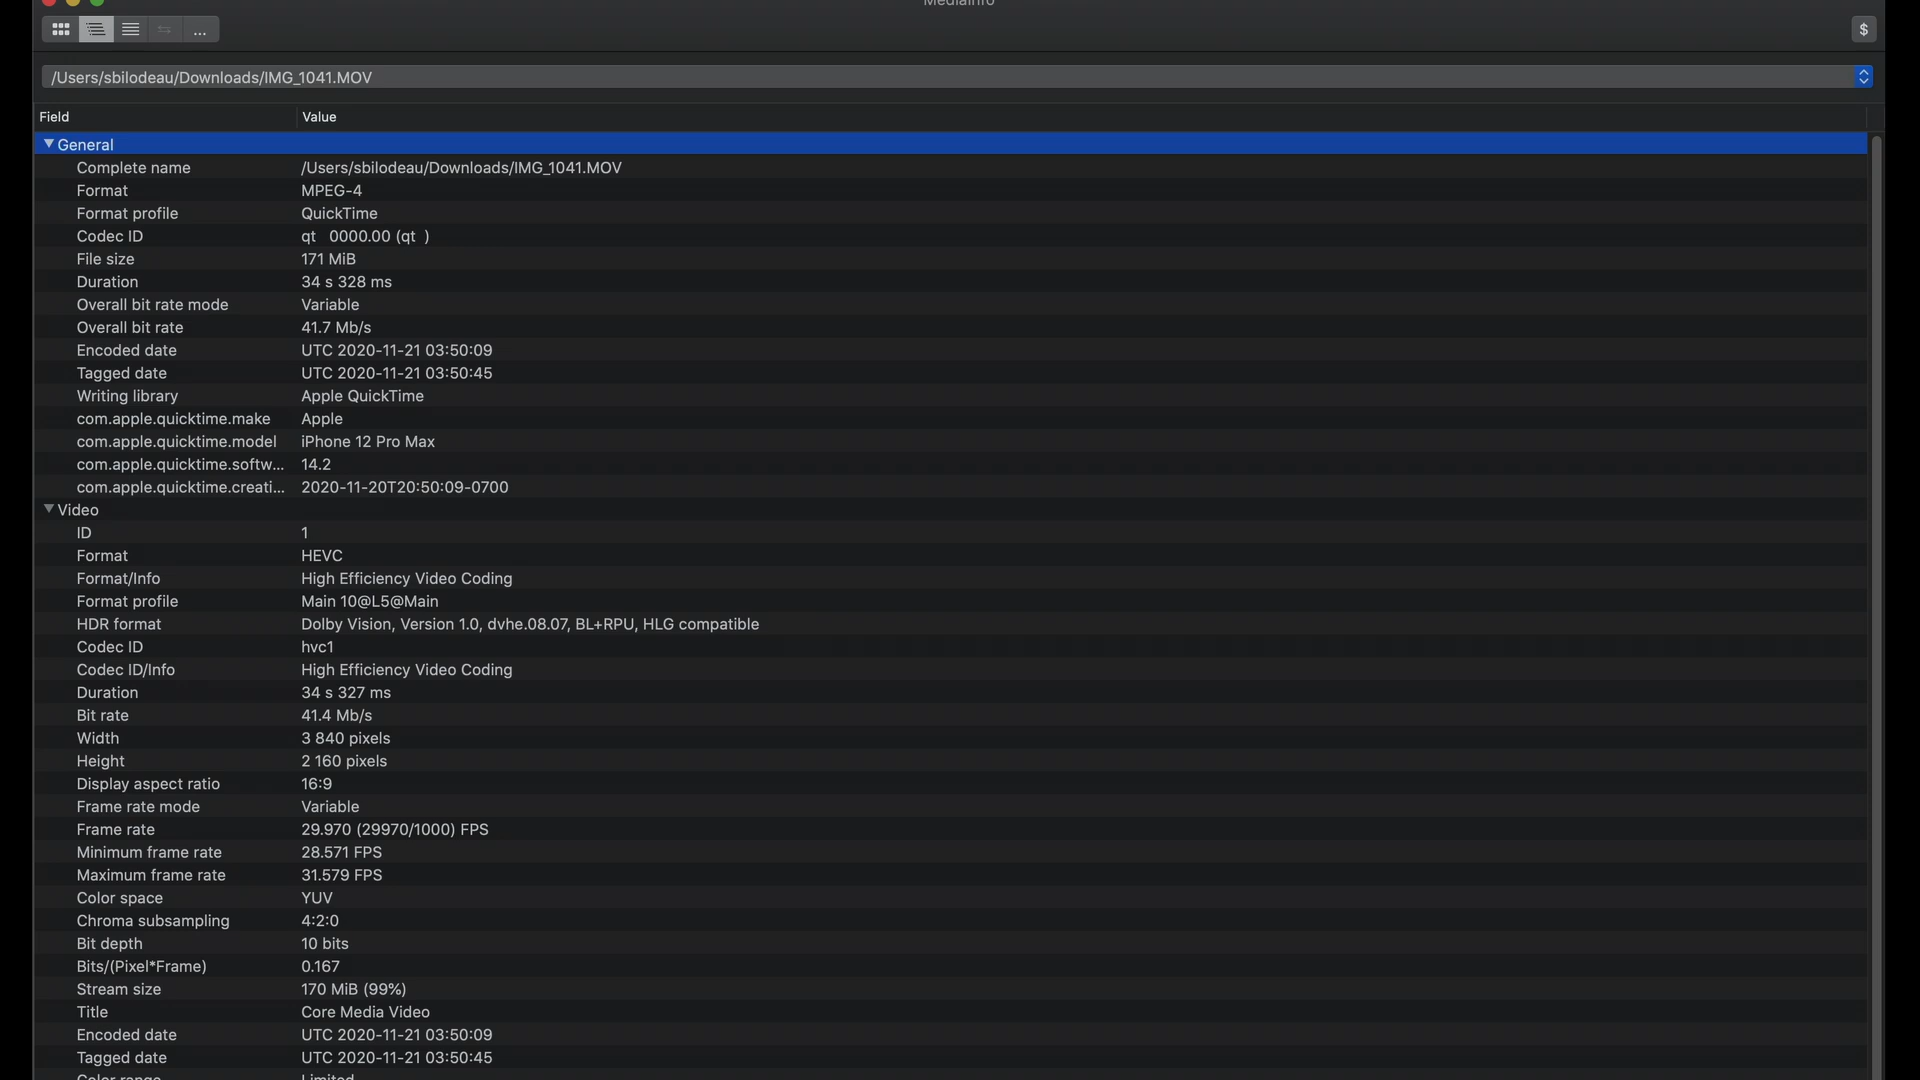 MediaInfo
...
$
/Users/sbilodeau/Downloads/IMG_1041.MOV
Field Value
General
Complete name /Users/sbilodeau/Downloads/IMG_1041.MOV
Format MPEG-4
Format profile QuickTime
Codec ID qt 0000.00 (qt )
File size 171 MiB
Duration 34 s 328 ms
Overall bit rate mode Variable
Overall bit rate 41.7 Mb/s
Encoded date UTC 2020-11-21 03:50:09
Tagged date UTC 2020-11-21 03:50:45
Writing library Apple QuickTime
com.apple.quicktime.make Apple
com.apple.quicktime.model iPhone 12 Pro Max
com.apple.quicktime.softw... 14.2
com.apple.quicktime.creati... 2020-11-20T20:50:09-0700
Video
ID 1
Format HEVC
Format/Info High Efficiency Video Coding
Format profile Main 10@L5@Main
HDR format Dolby Vision, Version 1.0, dvhe.08.07, BL+RPU, HLG compatible
Codec ID hvc1
Codec ID/Info High Efficiency Video Coding
Duration 34 s 327 ms
Bit rate 41.4 Mb/s
Width 3 840 pixels
Height 2 160 pixels
Display aspect ratio 16:9
Frame rate mode Variable
Frame rate 29.970 (29970/1000) FPS
Minimum frame rate 28.571 FPS
Maximum frame rate 31.579 FPS
Color space YUV
Chroma subsampling 4:2:0
Bit depth 10 bits
Bits/(Pixel*Frame) 0.167
Stream size 170 MiB (99%)
Title Core Media Video
Encoded date UTC 2020-11-21 03:50:09
Tagged date UTC 2020-11-21 03:50:45
Color range Limited